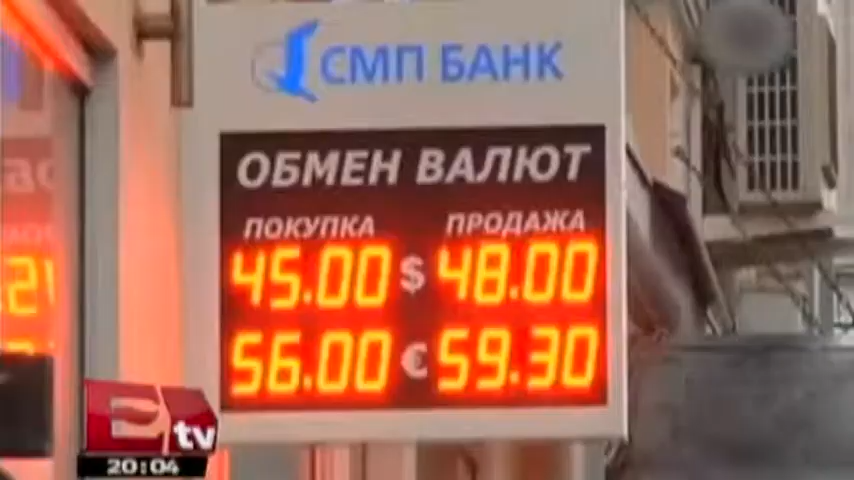 СМП БАНК
ОБМЕН ВАЛЮТ
ПОКУПКА ПРОДАЖА
45.00 $ 48.00
56.00 € 59.30
tv
20:04